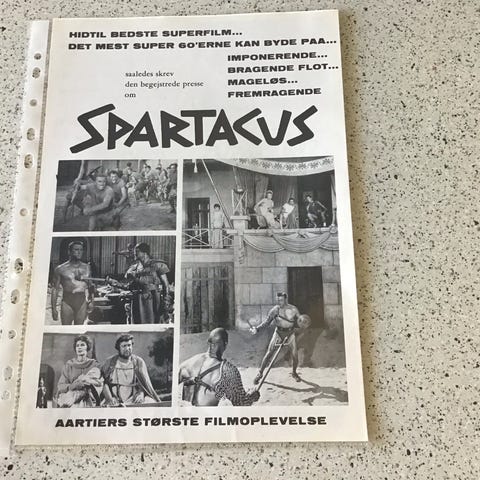 HIDTIL BEDSTE SUPERFILM...
DET MEST SUPER 60'ERNE KAN BYDE PAA...
IMPONERENDE...
BRAGENDE FLOT...
MAGELØS...
FREMRAGENDE
saaledes skrev
den begejstrede presse
om
SPARTACUS
AARTIERS STØRSTE FILMOPLEVELSE